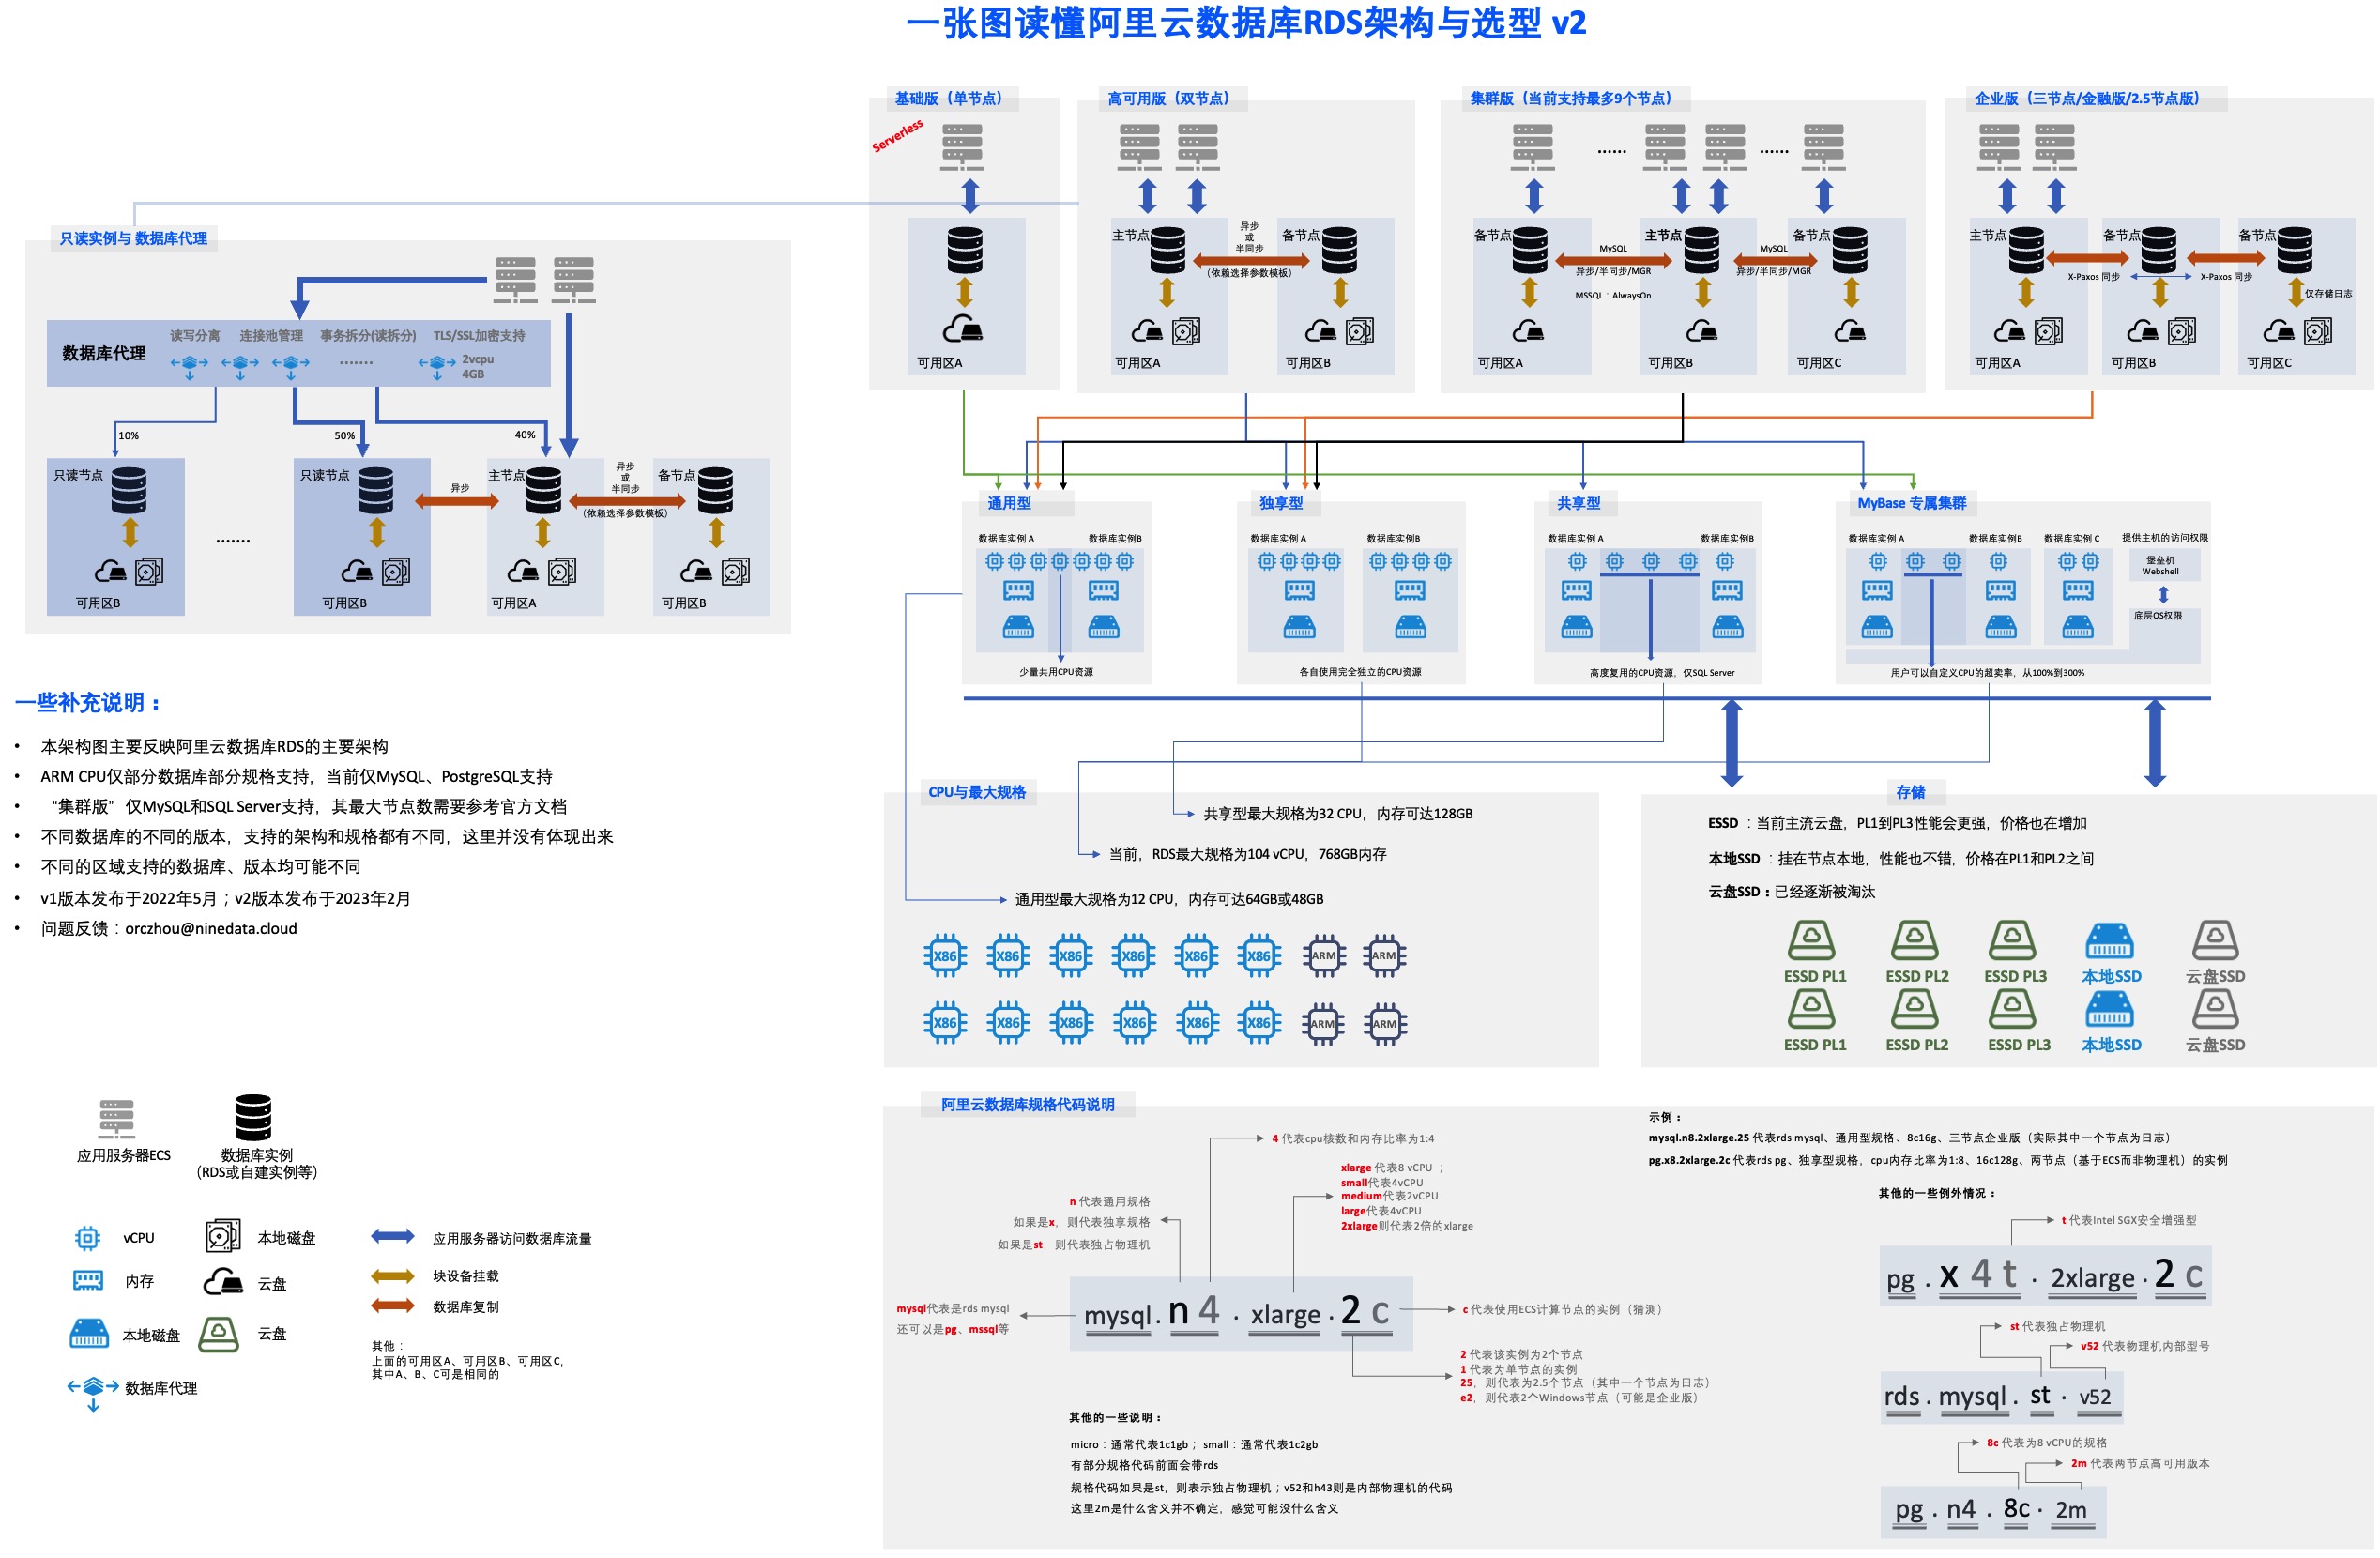 一张图读懂阿里云数据库RDS架构与选型 v2
基础版（单节点）
Serverless
可用区A
高可用版（双节点）
主节点
异步
或
半同步
（依赖选择参数模板）
备节点
可用区A
可用区B
集群版（当前支持最多9个节点）
......
......
备节点
MySQL
异步/半同步/MGR
MSSQL：AlwaysOn
主节点
MySQL
异步/半同步/MGR
备节点
可用区A
可用区B
可用区C
企业版（三节点/金融版/2.5节点版）
主节点
X-Paxos 同步
备节点
X-Paxos 同步
备节点
仅存储日志
可用区A
可用区B
可用区C
只读实例与 数据库代理
数据库代理
读写分离
连接池管理
事务拆分(读拆分)
TLS/SSL加密支持
.......
2vcpu
4GB
10%
50%
40%
只读节点
可用区B
.......
只读节点
可用区B
异步
主节点
可用区A
异步
或
半同步
（依赖选择参数模板）
备节点
可用区B
通用型
数据库实例 A
数据库实例B
少量共用CPU资源
独享型
数据库实例 A
数据库实例B
各自使用完全独立的CPU资源
共享型
数据库实例 A
数据库实例B
高度复用的CPU资源，仅SQL Server
MyBase 专属集群
数据库实例 A
数据库实例B
数据库实例 C
提供主机的访问权限
堡垒机
Webshell
底层OS权限
用户可以自定义CPU的超卖率，从100%到300%
一些补充说明：
• 本架构图主要反映阿里云数据库RDS的主要架构
• ARM CPU仅部分数据库部分规格支持，当前仅MySQL、PostgreSQL支持
• “集群版”仅MySQL和SQL Server支持，其最大节点数需要参考官方文档
• 不同数据库的不同的版本，支持的架构和规格都有不同，这里并没有体现出来
• 不同的区域支持的数据库、版本均可能不同
• v1版本发布于2022年5月；v2版本发布于2023年2月
• 问题反馈：orczhou@ninedata.cloud
CPU与最大规格
共享型最大规格为32 CPU，内存可达128GB
当前，RDS最大规格为104 vCPU，768GB内存
通用型最大规格为12 CPU，内存可达64GB或48GB
X86 X86 X86 X86 X86 X86 ARM ARM
X86 X86 X86 X86 X86 X86 ARM ARM
存储
ESSD ：当前主流云盘，PL1到PL3性能会更强，价格也在增加
本地SSD ：挂在节点本地，性能也不错，价格在PL1和PL2之间
云盘SSD：已经逐渐被淘汰
ESSD PL1 ESSD PL2 ESSD PL3 本地SSD 云盘SSD
ESSD PL1 ESSD PL2 ESSD PL3 本地SSD 云盘SSD
应用服务器ECS
数据库实例
（RDS或自建实例等）
vCPU
本地磁盘
应用服务器访问数据库流量
内存
云盘
块设备挂载
数据库复制
本地磁盘
云盘
数据库代理
其他：
上面的可用区A、可用区B、可用区C，
其中A、B、C可是相同的
阿里云数据库规格代码说明
4 代表cpu核数和内存比率为1:4
xlarge 代表8 vCPU ；
small代表4vCPU
medium代表2vCPU
large代表4vCPU
2xlarge则代表2倍的xlarge
n 代表通用规格
如果是x，则代表独享规格
如果是st，则代表独占物理机
mysql代表是rds mysql
还可以是pg、mssql等
mysql . n 4 . xlarge . 2 c
c 代表使用ECS计算节点的实例（猜测）
2 代表该实例为2个节点
1 代表为单节点的实例
25，则代表为2.5个节点（其中一个节点为日志）
e2，则代表2个Windows节点（可能是企业版）
其他的一些说明：
micro：通常代表1c1gb； small：通常代表1c2gb
有部分规格代码前面会带rds
规格代码如果是st，则表示独占物理机；v52和h43则是内部物理机的代码
这里2m是什么含义并不确定，感觉可能没什么含义
示例：
mysql.n8.2xlarge.25 代表rds mysql、通用型规格、8c16g、三节点企业版（实际其中一个节点为日志）
pg.x8.2xlarge.2c 代表rds pg、独享型规格，cpu内存比率为1:8、16c128g、两节点（基于ECS而非物理机）的实例
其他的一些例外情况：
t 代表Intel SGX安全增强型
pg . x 4 t . 2xlarge . 2 c
st 代表独占物理机
v52 代表物理机内部型号
rds . mysql . st . v52
8c 代表为8 vCPU的规格
2m 代表两节点高可用版本
pg . n4 . 8c . 2m